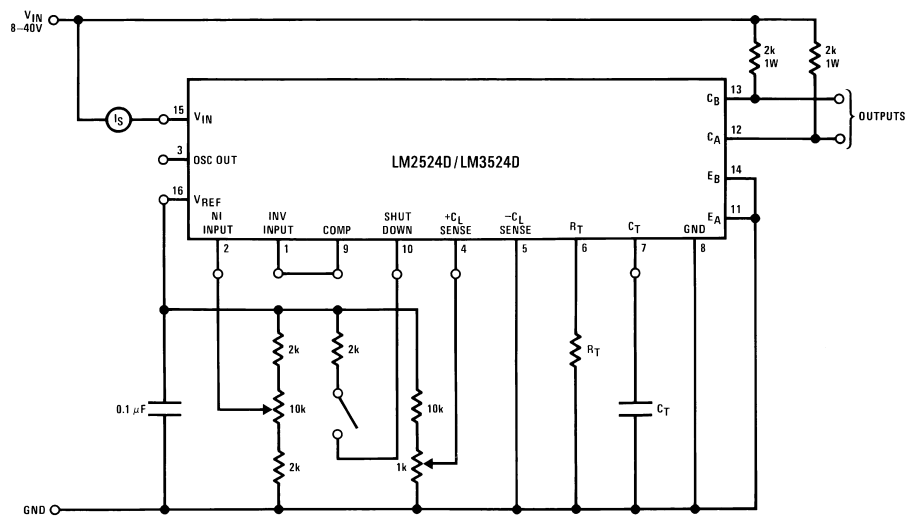 V_IN
8–40V
2k
1W
2k
1W
13
C_B
15
V_IN
I_S
OUTPUTS
12
C_A
3
OSC OUT
LM2524D/LM3524D
14
E_B
16
V_REF
11
E_A
NI
INPUT
INV
INPUT
COMP
SHUT
DOWN
+C_L
SENSE
−C_L
SENSE
R_T
C_T
GND
2
1
9
10
4
5
6
7
8
2k
2k
R_T
0.1 μF
10k
10k
C_T
2k
1k
GND